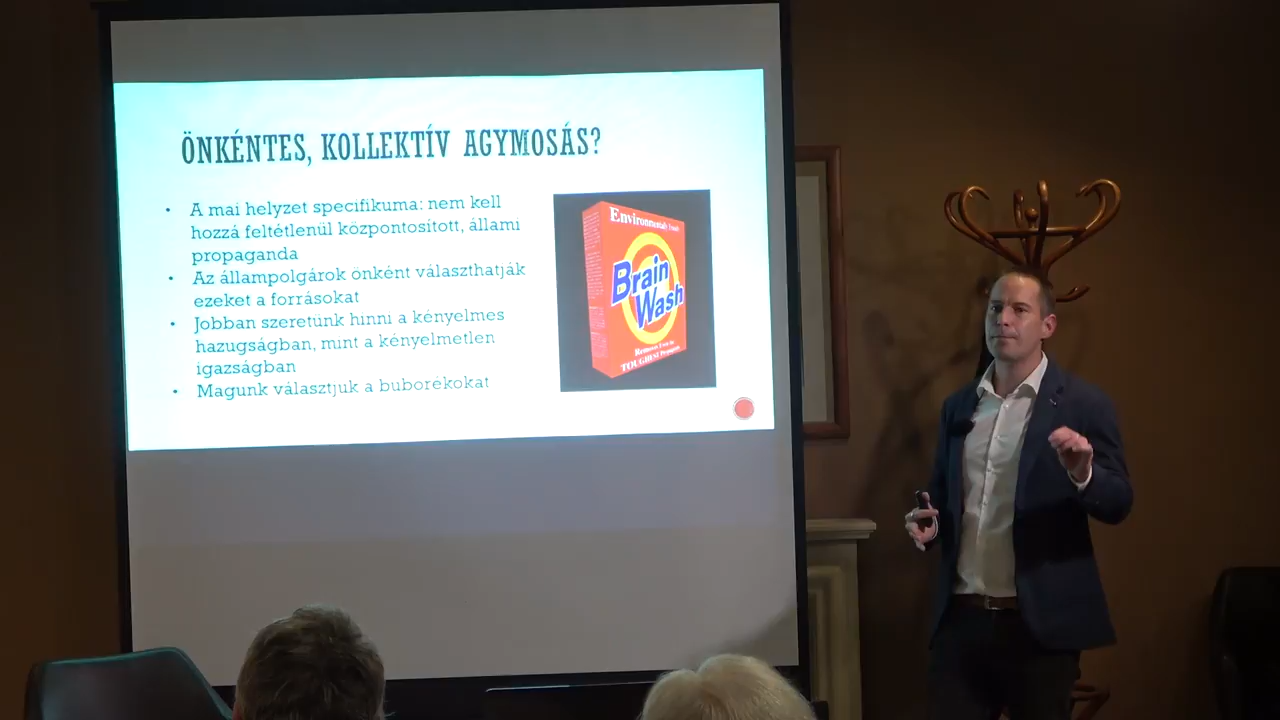 ÖNKÉNTES, KOLLEKTÍV AGYMOSÁS?
• A mai helyzet specifikuma: nem kell
hozzá feltétlenül központosított, állami
propaganda
• Az állampolgárok önként választhatják
ezeket a forrásokat
• Jobban szeretünk hinni a kényelmes
hazugságban, mint a kényelmetlen
igazságban
• Magunk választjuk a buborékokat
Brain
Wash
TOUGHEST